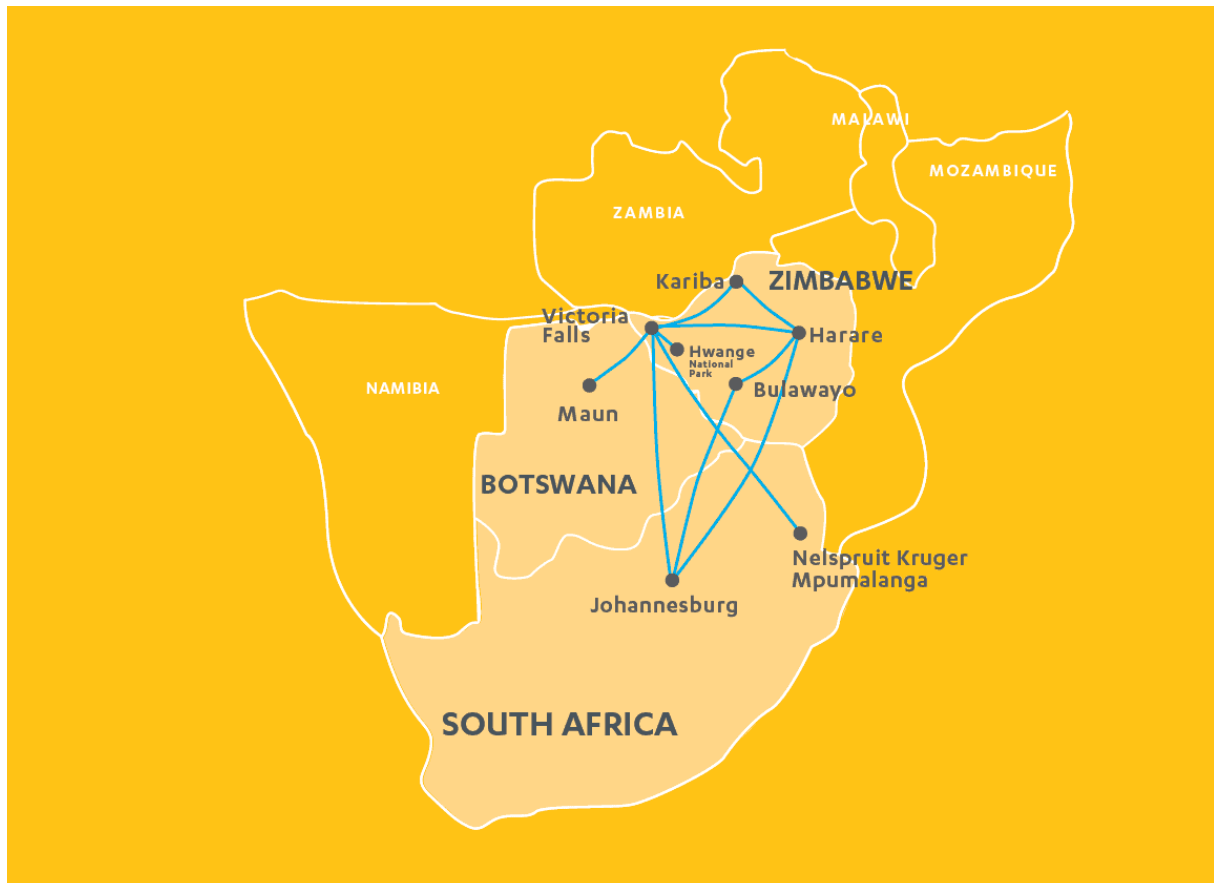 MALAWI
MOZAMBIQUE
ZAMBIA
Kariba
ZIMBABWE
Victoria
Falls
Harare
Hwange
National
Park
NAMIBIA
Bulawayo
Maun
BOTSWANA
Nelspruit Kruger
Mpumalanga
Johannesburg
SOUTH AFRICA